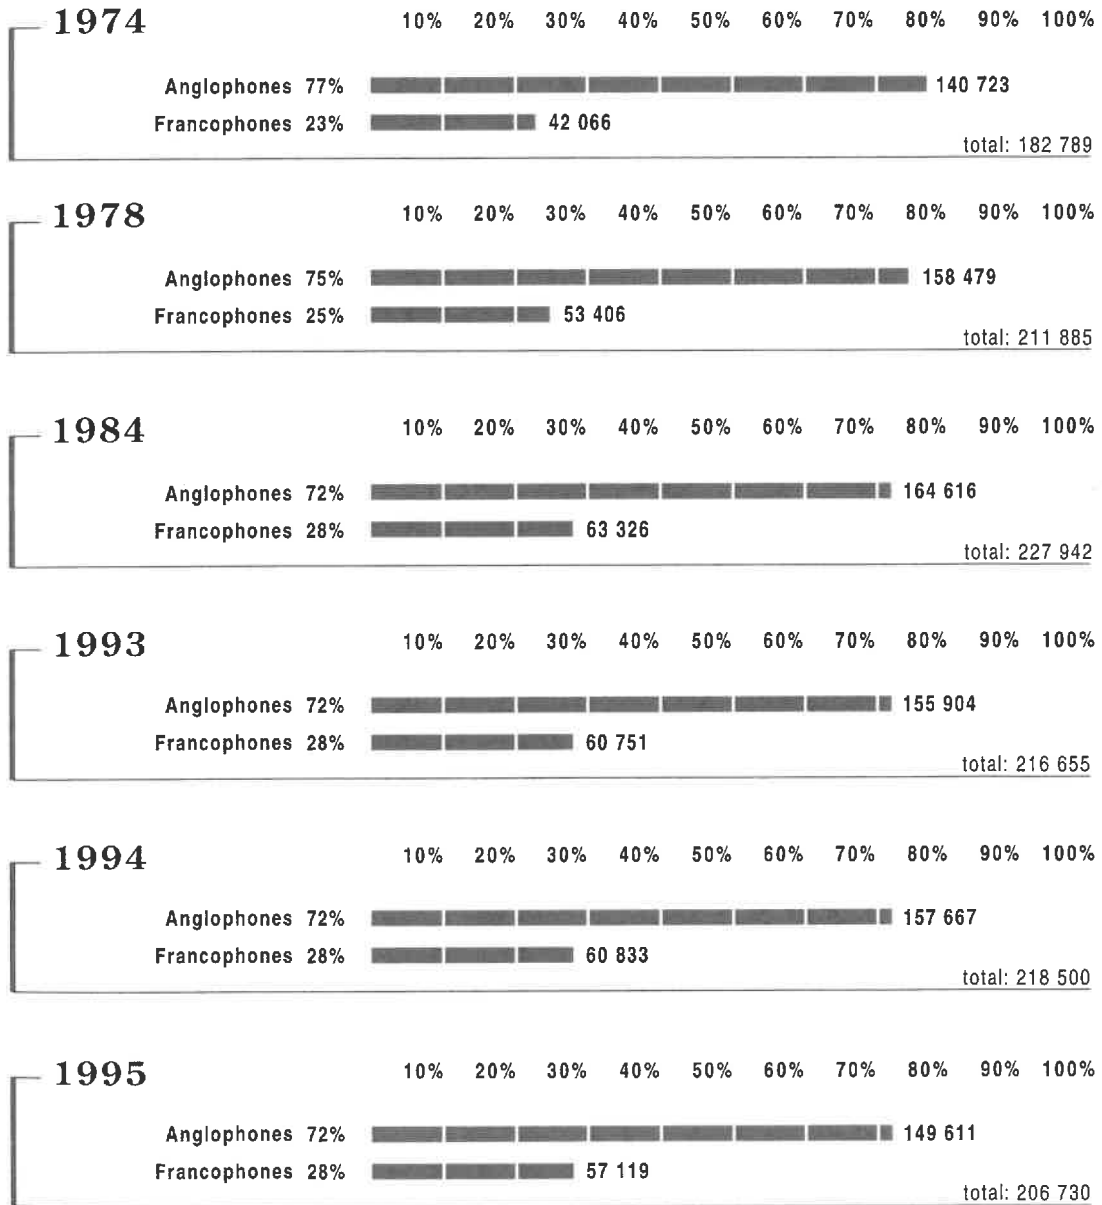 1974 10% 20% 30% 40% 50% 60% 70% 80% 90% 100%
Anglophones 77% 140 723
Francophones 23% 42 066
total: 182 789
1978 10% 20% 30% 40% 50% 60% 70% 80% 90% 100%
Anglophones 75% 158 479
Francophones 25% 53 406
total: 211 885
1984 10% 20% 30% 40% 50% 60% 70% 80% 90% 100%
Anglophones 72% 164 616
Francophones 28% 63 326
total: 227 942
1993 10% 20% 30% 40% 50% 60% 70% 80% 90% 100%
Anglophones 72% 155 904
Francophones 28% 60 751
total: 216 655
1994 10% 20% 30% 40% 50% 60% 70% 80% 90% 100%
Anglophones 72% 157 667
Francophones 28% 60 833
total: 218 500
1995 10% 20% 30% 40% 50% 60% 70% 80% 90% 100%
Anglophones 72% 149 611
Francophones 28% 57 119
total: 206 730